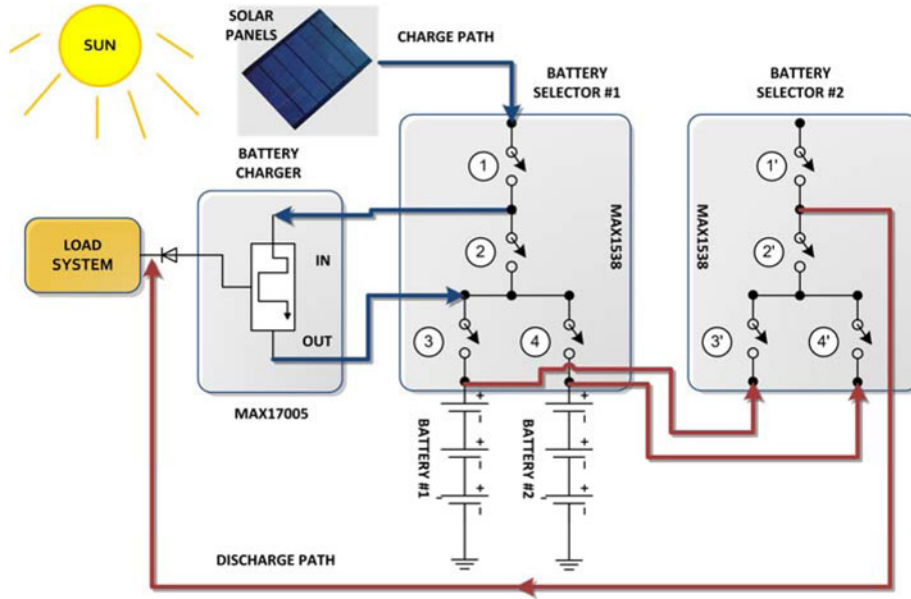 SOLAR
PANELS
SUN
CHARGE PATH
BATTERY
SELECTOR #1
BATTERY
SELECTOR #2
BATTERY
CHARGER
1
1'
MAX1538
MAX1538
LOAD
SYSTEM
IN
2
2'
OUT
3
4
3'
4'
MAX17005
BATTERY #1
+
-
+
-
+
-
BATTERY #2
+
-
+
-
+
-
DISCHARGE PATH